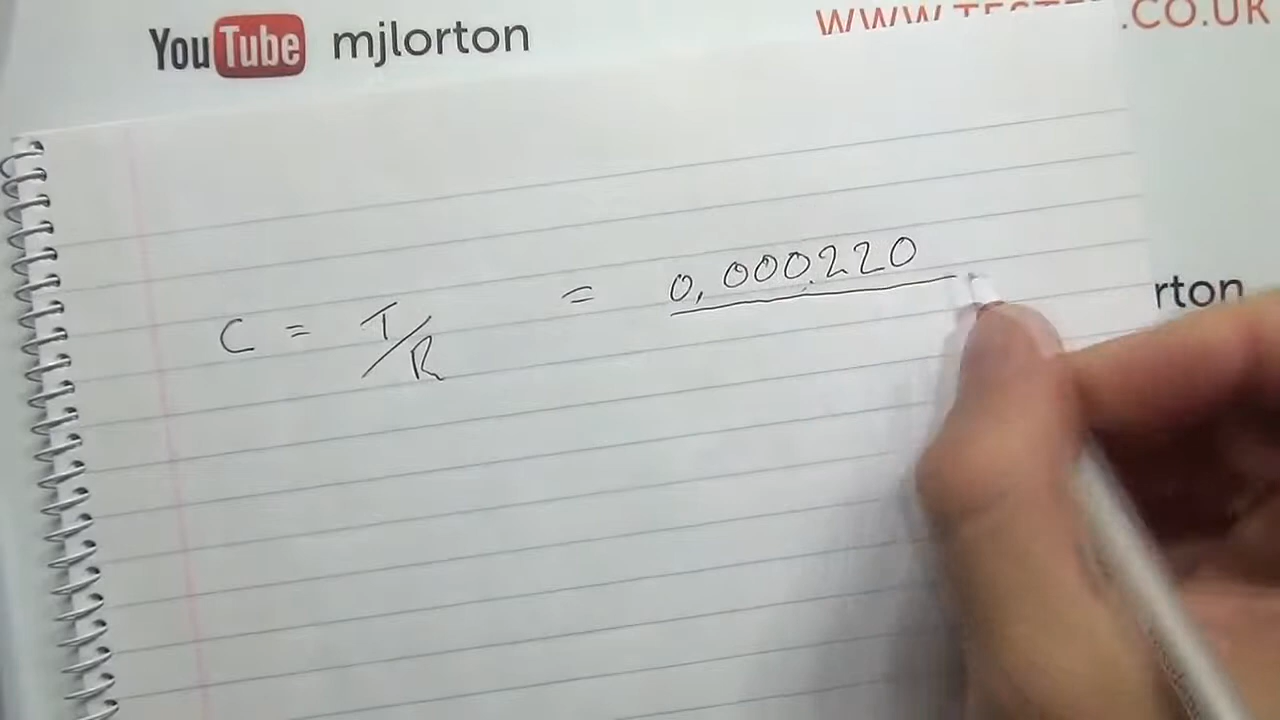 YouTube mjlorton
.CO.UK
rton
C = T/R = 0,000220